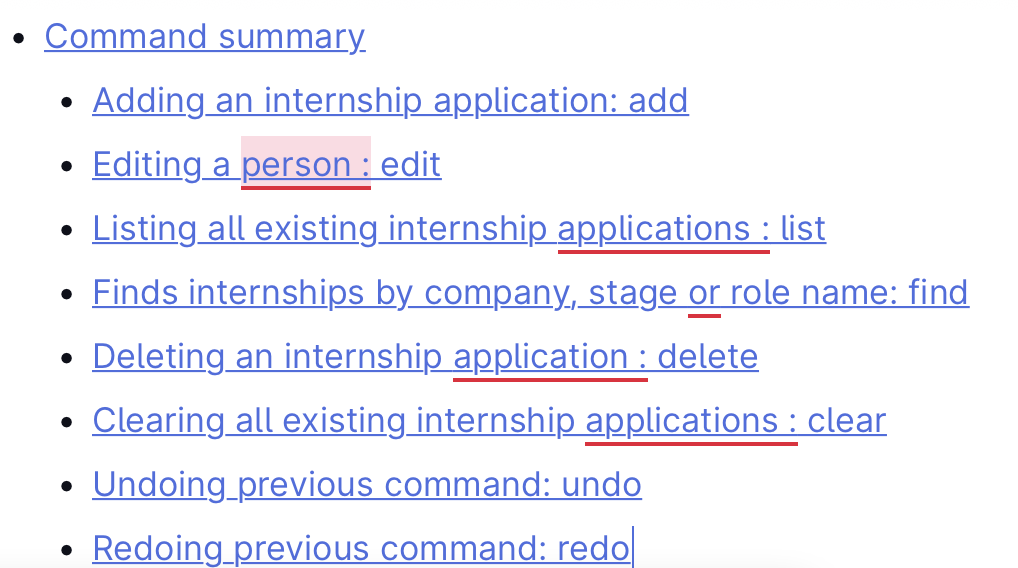 Command summary
Adding an internship application: add
Editing a person : edit
Listing all existing internship applications : list
Finds internships by company, stage or role name: find
Deleting an internship application : delete
Clearing all existing internship applications : clear
Undoing previous command: undo
Redoing previous command: redo